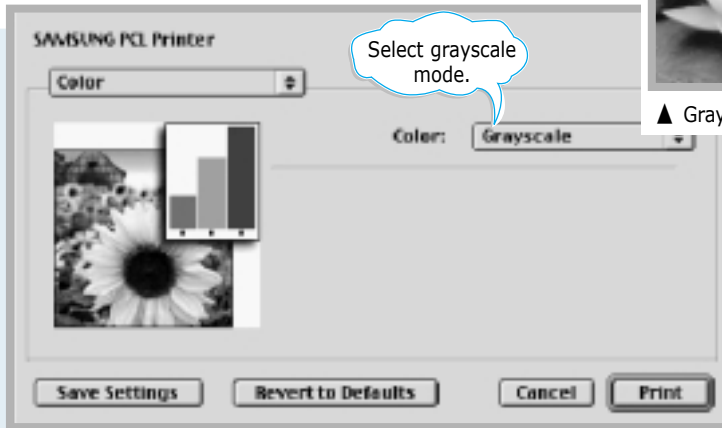 SAMSUNG PCL Printer
Color
Select grayscale
mode.
▲ Gray
Color: Grayscale
Save Settings Revert to Defaults Cancel Print